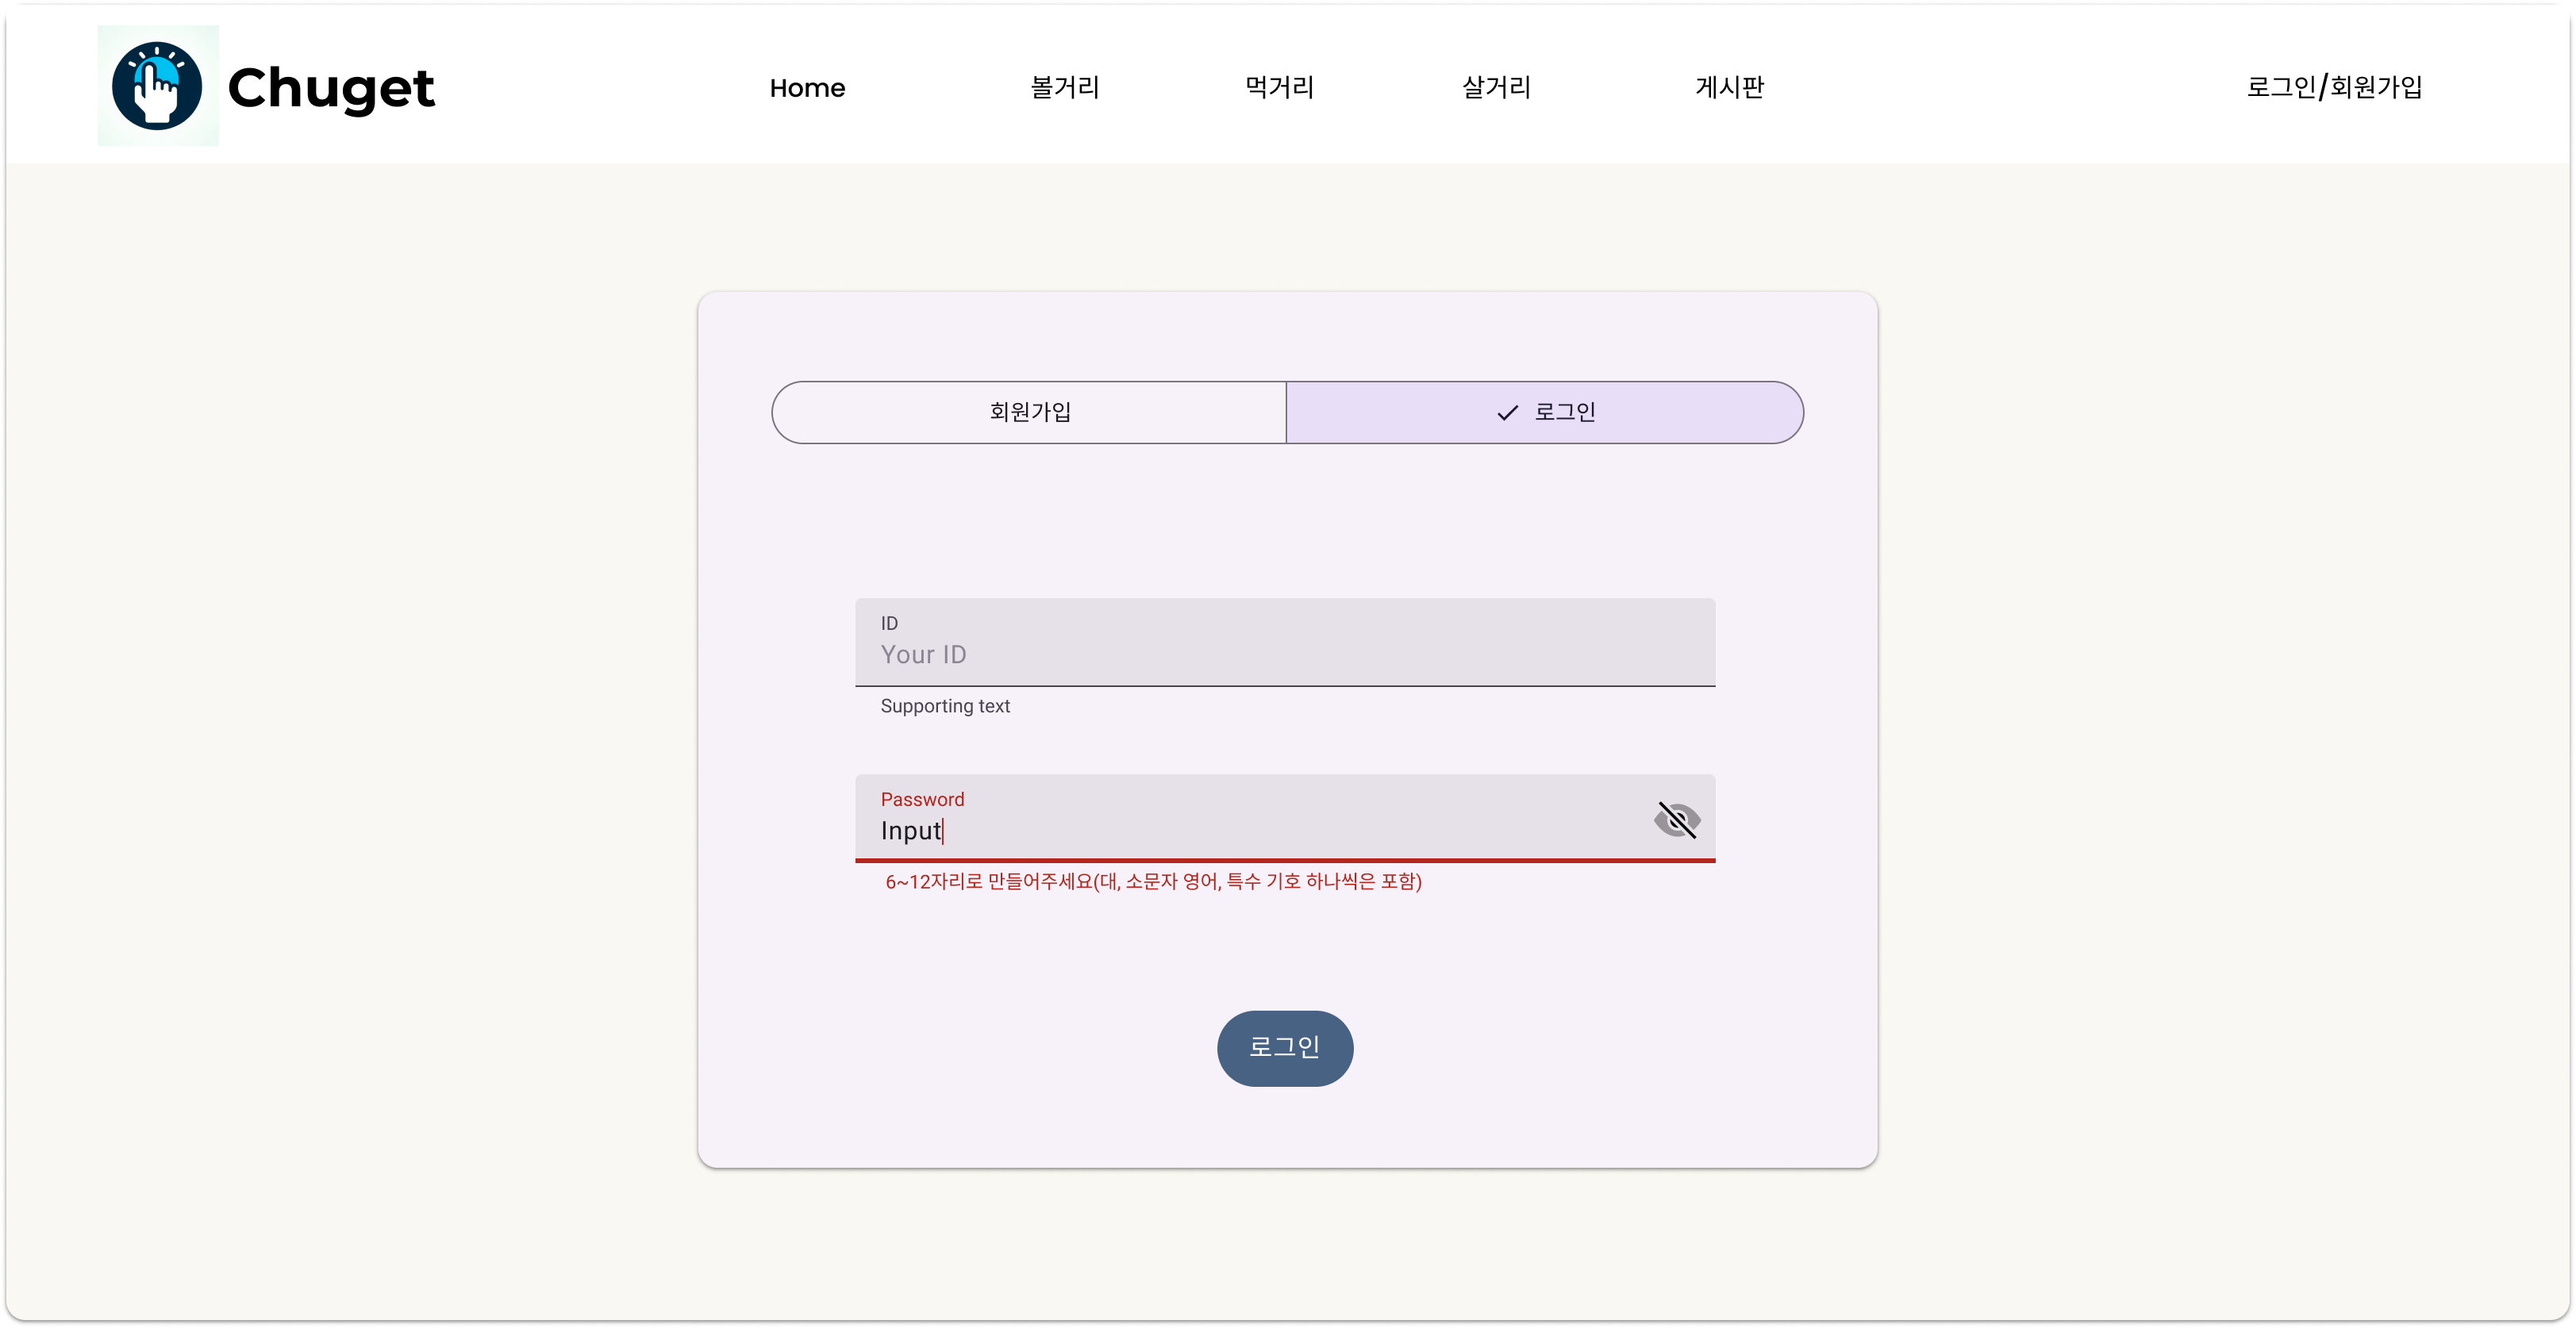 Chuget
Home 볼거리 먹거리 살거리 게시판 로그인/회원가입
회원가입 로그인
ID
Your ID
Supporting text
Password
Input
6~12자리로 만들어주세요(대, 소문자 영어, 특수 기호 하나씩은 포함)
로그인